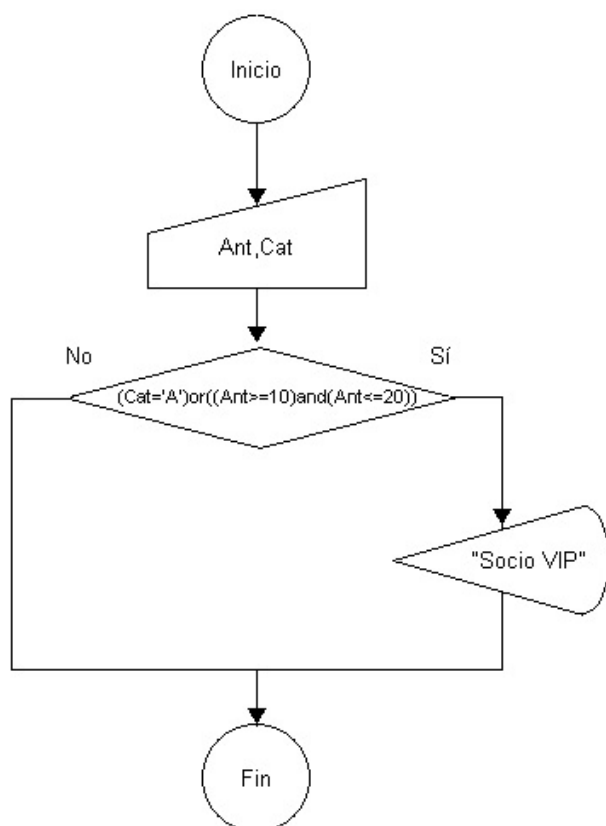 Inicio
Ant,Cat
No
Sí
(Cat='A')or((Ant>=10)and(Ant<=20))
"Socio VIP"
Fin